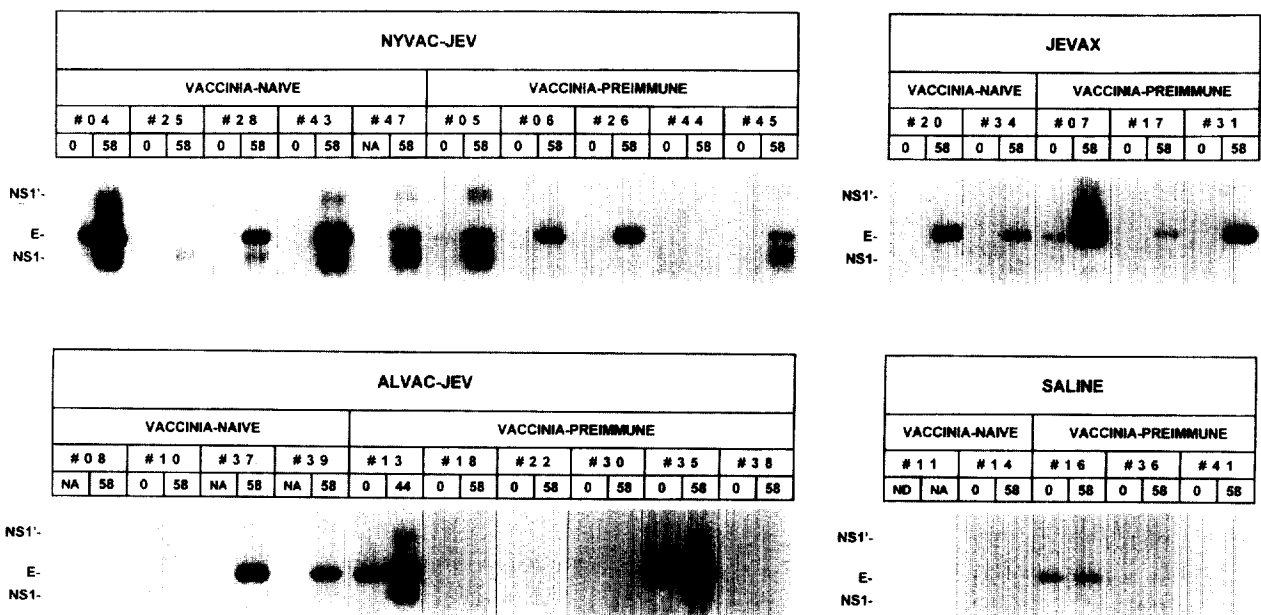 NYVAC-JEV
VACCINIA-NAIVE VACCINIA-PREIMMUNE
#04 #25 #28 #43 #47 #05 #06 #26 #44 #45
0 58 0 58 0 58 0 58 NA 58 0 58 0 58 0 58 0 58 0 58
NS1'-
E-
NS1-
JEVAX
VACCINIA-NAIVE VACCINIA-PREIMMUNE
#20 #34 #07 #17 #31
0 58 0 58 0 58 0 58 0 58
NS1'-
E-
NS1-
ALVAC-JEV
VACCINIA-NAIVE VACCINIA-PREIMMUNE
#08 #10 #37 #39 #13 #18 #22 #30 #35 #38
NA 58 0 58 NA 58 NA 58 0 44 0 58 0 58 0 58 0 58 0 58
NS1'-
E-
NS1-
SALINE
VACCINIA-NAIVE VACCINIA-PREIMMUNE
#11 #14 #16 #36 #41
ND NA 0 58 0 58 0 58 0 58
NS1'-
E-
NS1-